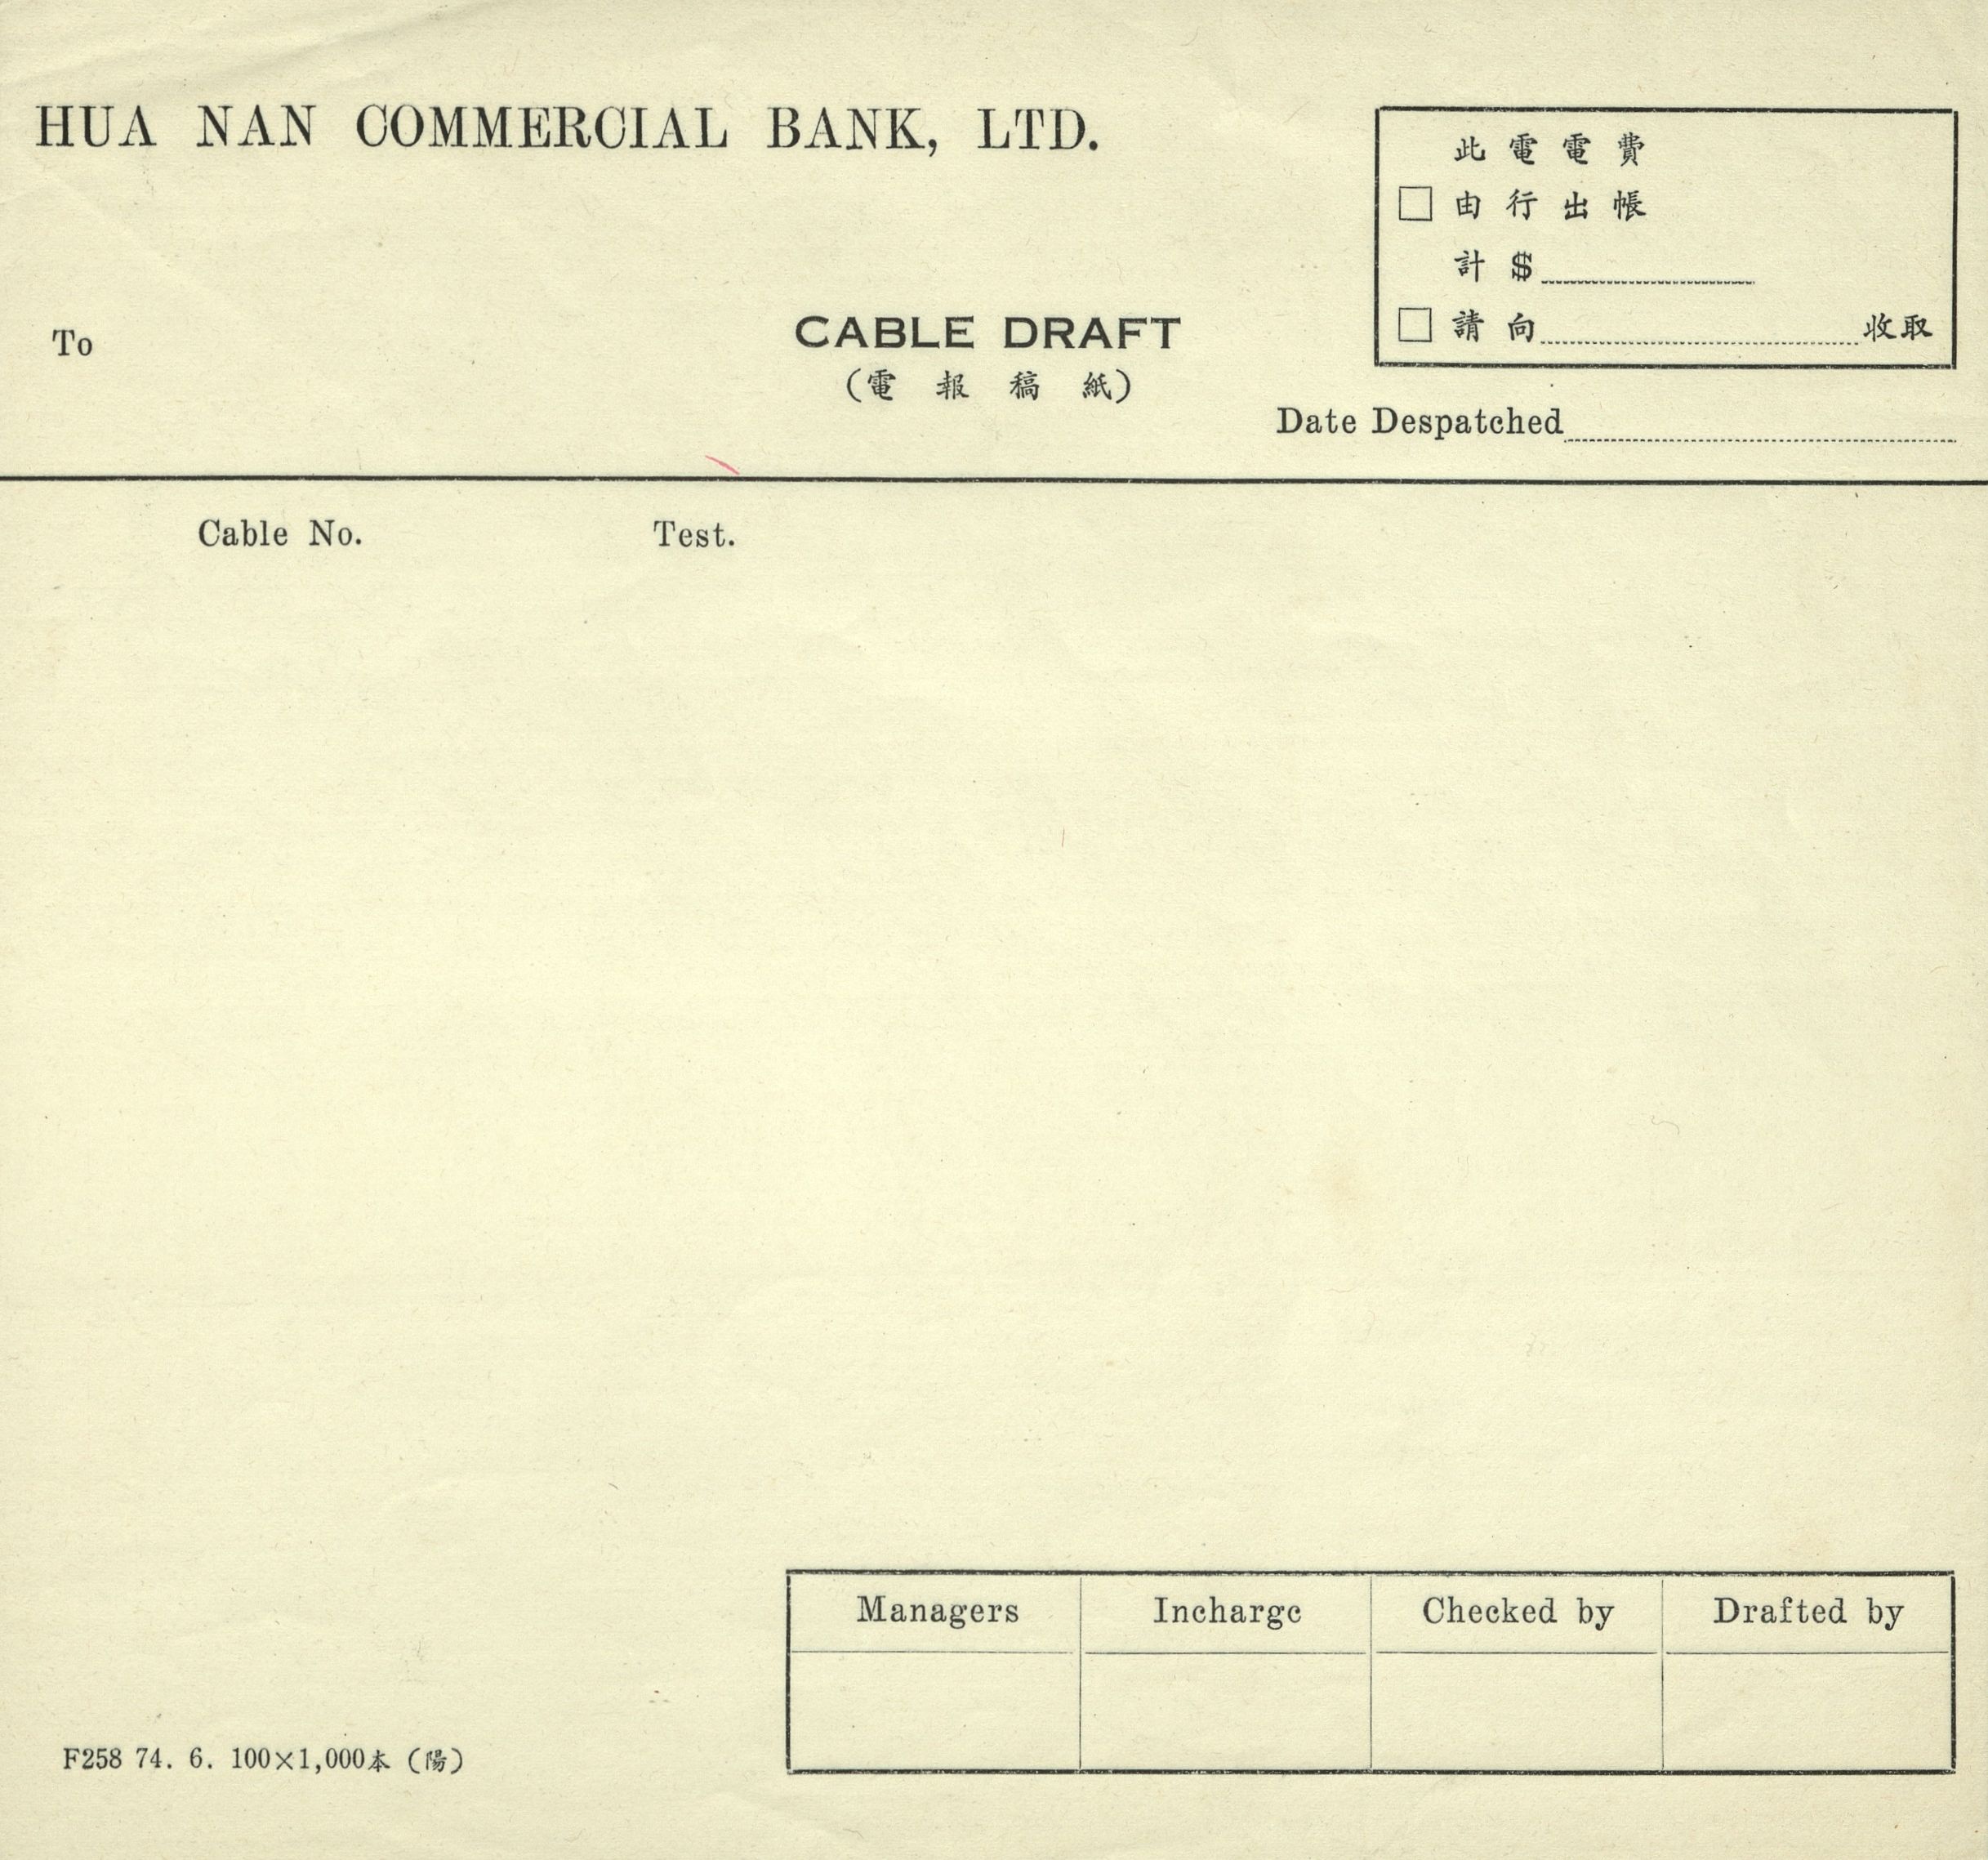 HUA NAN COMMERCIAL BANK, LTD.
此電電費
□ 由行出帳
計 $
□ 請向 收取
To
CABLE DRAFT
(電報稿紙)
Date Despatched
Cable No. Test.
Managers Incharge Checked by Drafted by
F258 74. 6. 100×1,000本 (陽)